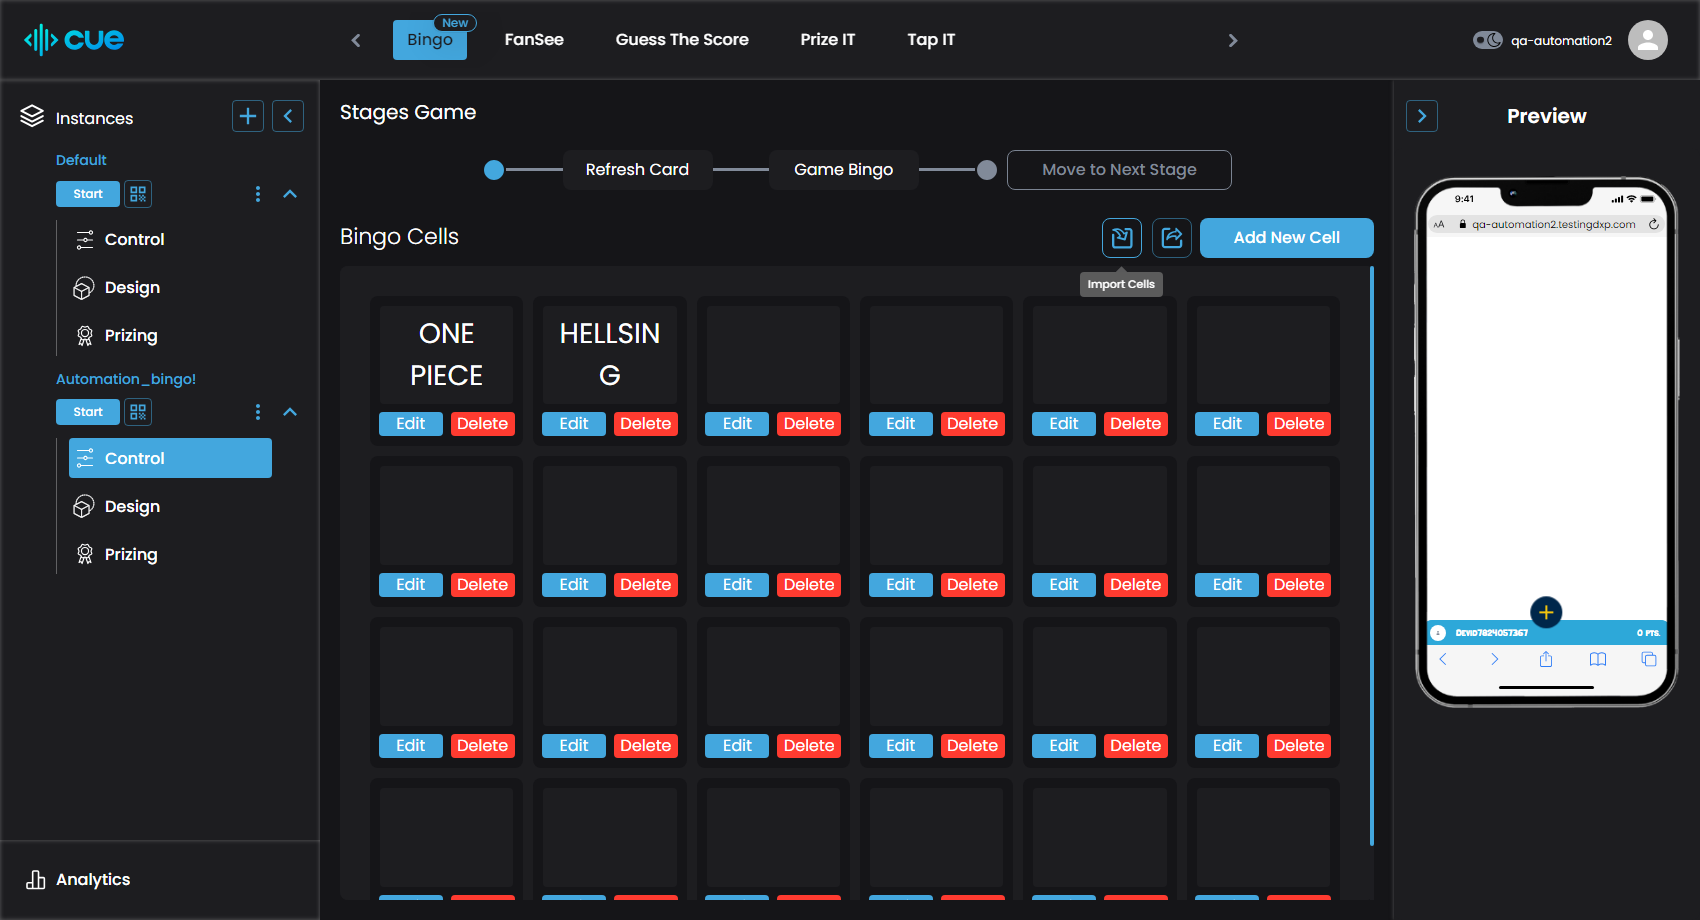 cue
Bingo
New
FanSee
Guess The Score
Prize IT
Tap IT
qa-automation2
Instances
Default
Start
Control
Design
Prizing
Automation_bingo!
Start
Control
Design
Prizing
Analytics
Stages Game
Refresh Card
Game Bingo
Move to Next Stage
Bingo Cells
Add New Cell
Import Cells
ONE
PIECE
HELLSIN
G
Edit Delete Edit Delete Edit Delete Edit Delete Edit Delete Edit Delete
Edit Delete Edit Delete Edit Delete Edit Delete Edit Delete Edit Delete
Edit Delete Edit Delete Edit Delete Edit Delete Edit Delete Edit Delete
Preview
9:41
AA qa-automation2.testingdxp.com
DEVIO7824057367 0 PTS.